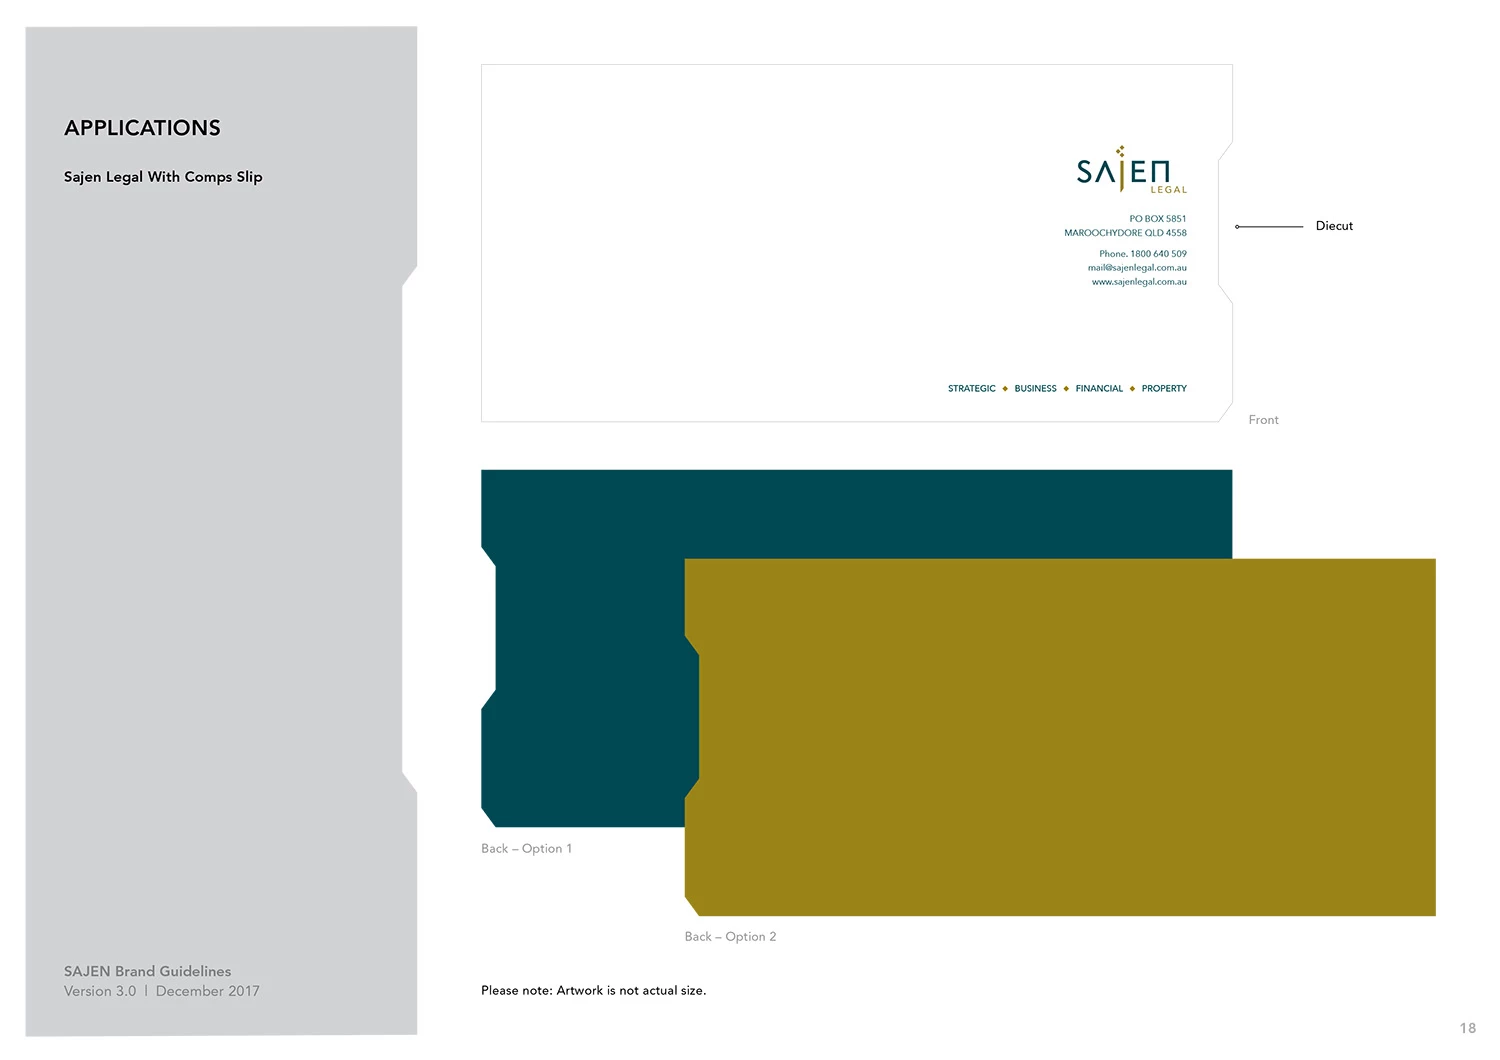 APPLICATIONS
Sajen Legal With Comps Slip
SAJEN
LEGAL
PO BOX 5851
MAROOCHYDORE QLD 4558
Phone. 1800 640 509
mail@sajenlegal.com.au
www.sajenlegal.com.au
Diecut
STRATEGIC ◆ BUSINESS ◆ FINANCIAL ◆ PROPERTY
Front
Back – Option 1
Back – Option 2
SAJEN Brand Guidelines
Version 3.0 | December 2017
Please note: Artwork is not actual size.
18